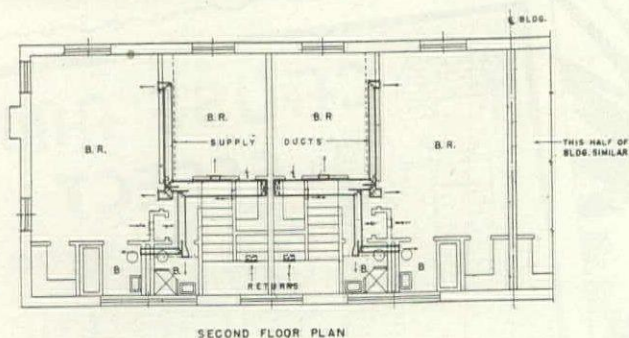 ℄ BLDG.
B. R.
B. R.
B. R
B. R.
SUPPLY DUCTS
THIS HALF OF
BLDG. SIMILAR
B
B.
B.
B
RETURNS
SECOND FLOOR PLAN